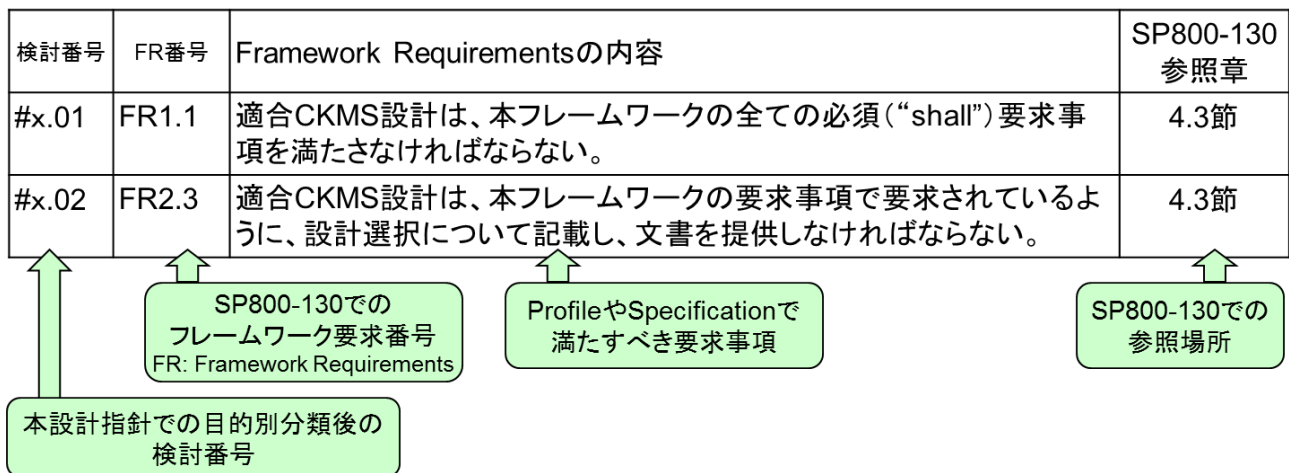 検討番号 FR番号 Framework Requirementsの内容 SP800-130
参照章
#x.01 FR1.1 適合CKMS設計は、本フレームワークの全ての必須(“shall”)要求事 4.3節
項を満たさなければならない。
#x.02 FR2.3 適合CKMS設計は、本フレームワークの要求事項で要求されているよ 4.3節
うに、設計選択について記載し、文書を提供しなければならない。
SP800-130での
フレームワーク要求番号
FR: Framework Requirements
ProfileやSpecificationで
満たすべき要求事項
SP800-130での
参照場所
本設計指針での目的別分類後の
検討番号